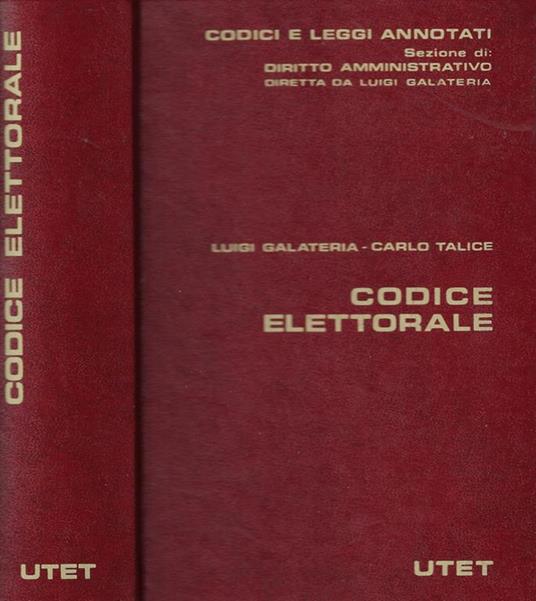 CODICE ELETTORALE
UTET
CODICI E LEGGI ANNOTATI
Sezione di:
DIRITTO AMMINISTRATIVO
DIRETTA DA LUIGI GALATERIA
LUIGI GALATERIA - CARLO TALICE
CODICE
ELETTORALE
UTET